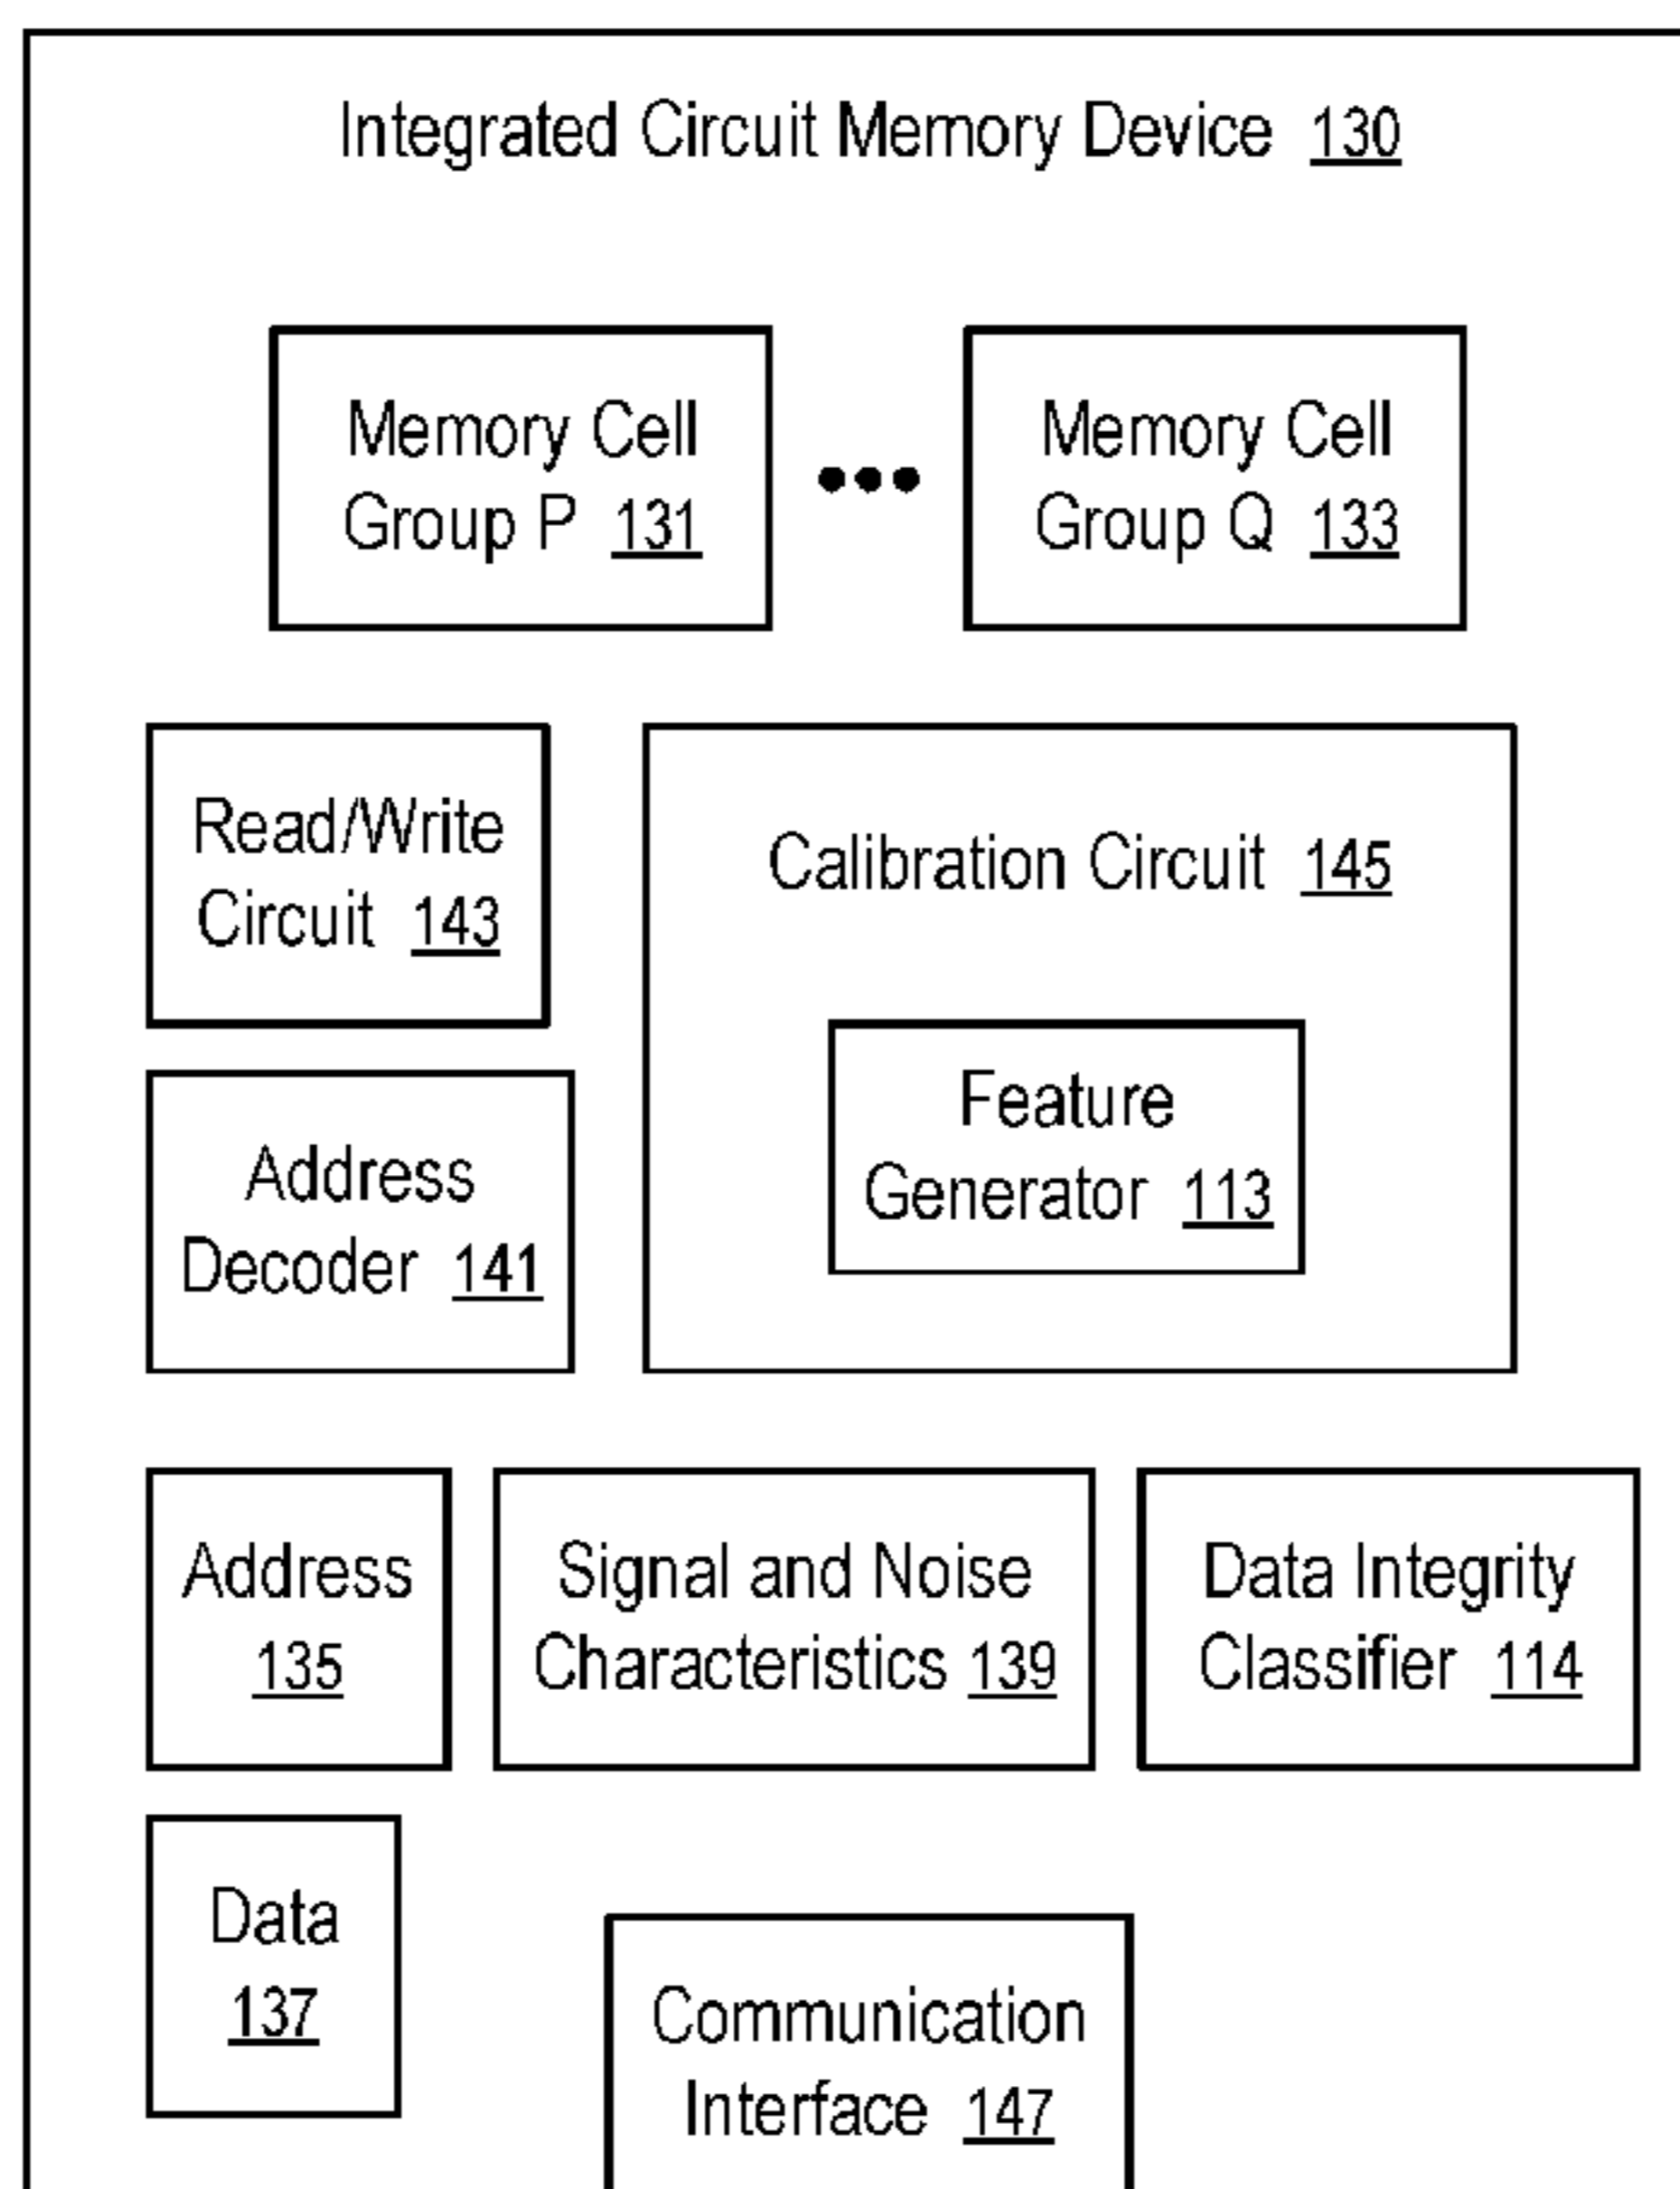 Integrated Circuit Memory Device 130
Memory Cell
Group P 131
•••
Memory Cell
Group Q 133
Read/Write
Circuit 143
Calibration Circuit 145
Feature
Generator 113
Address
Decoder 141
Address
135
Signal and Noise
Characteristics 139
Data Integrity
Classifier 114
Data
137
Communication
Interface 147